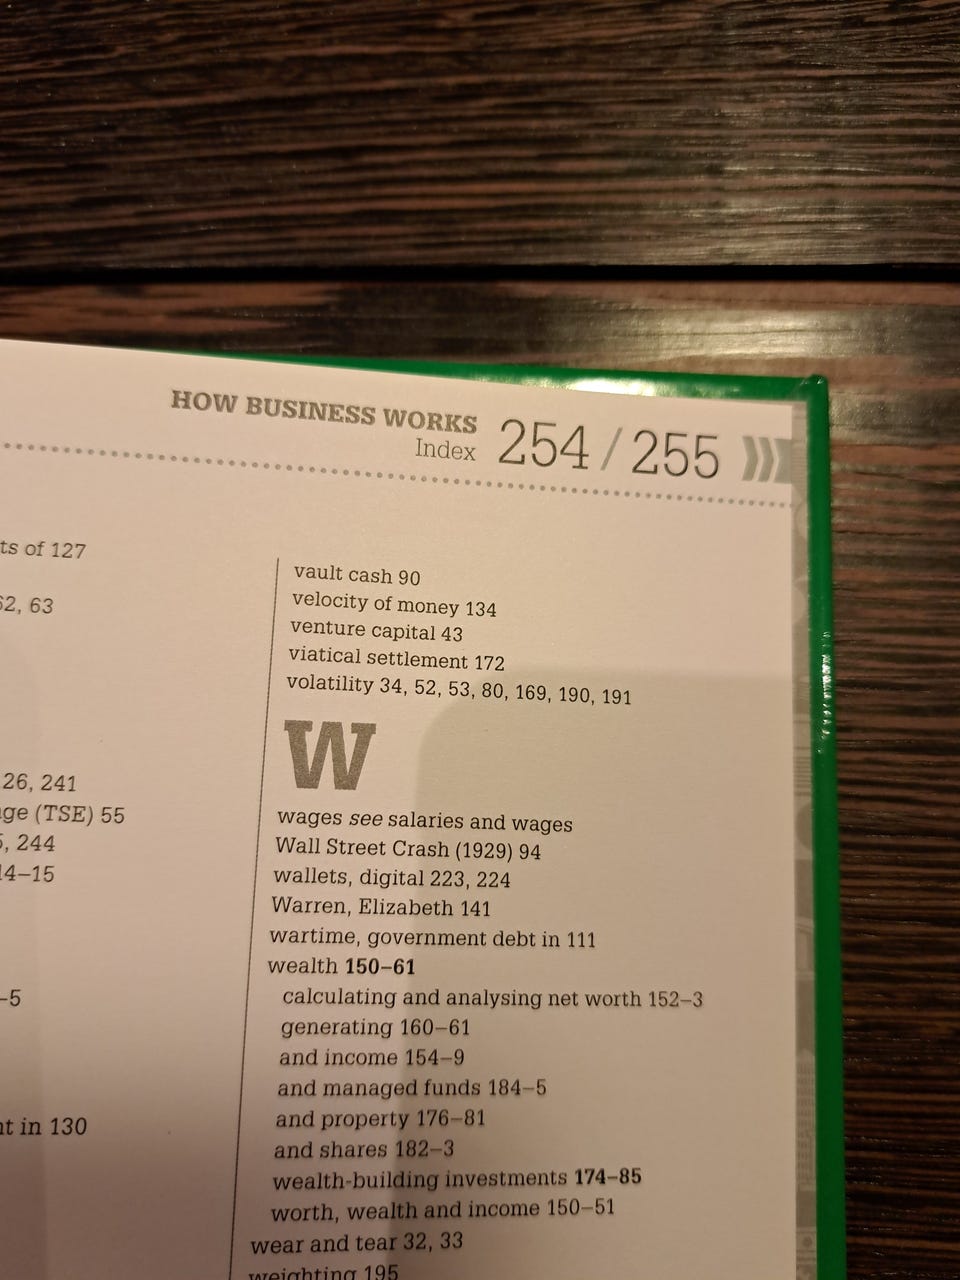 HOW BUSINESS WORKS
Index
254 / 255
ts of 127
62, 63
26, 241
ge (TSE) 55
5, 244
14–15
–5
t in 130
vault cash 90
velocity of money 134
venture capital 43
viatical settlement 172
volatility 34, 52, 53, 80, 169, 190, 191
W
wages see salaries and wages
Wall Street Crash (1929) 94
wallets, digital 223, 224
Warren, Elizabeth 141
wartime, government debt in 111
wealth 150–61
calculating and analysing net worth 152–3
generating 160–61
and income 154–9
and managed funds 184–5
and property 176–81
and shares 182–3
wealth-building investments 174–85
worth, wealth and income 150–51
wear and tear 32, 33
weighting 195